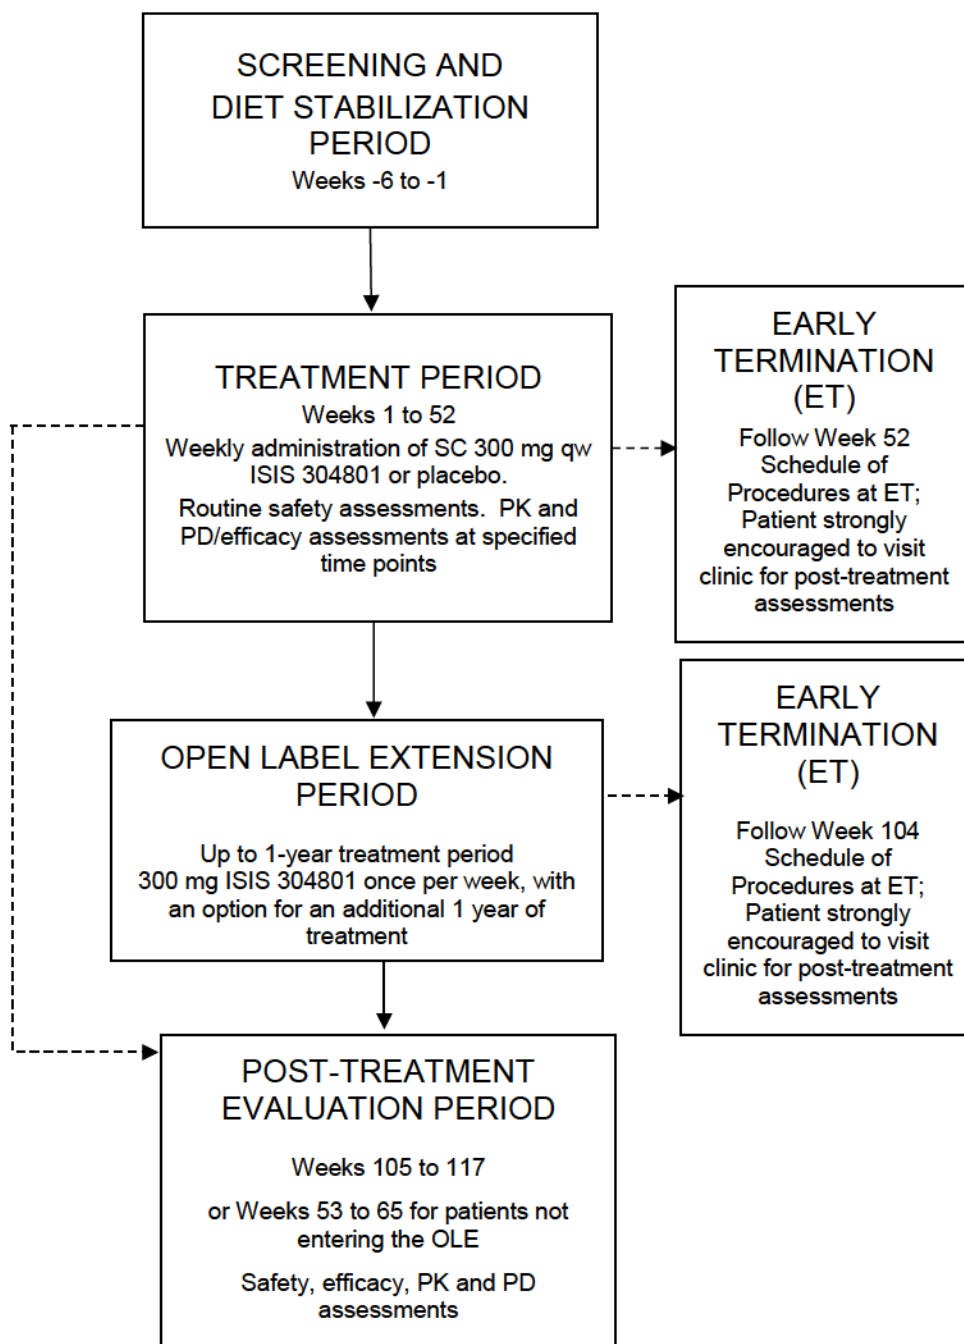 SCREENING AND
DIET STABILIZATION
PERIOD
Weeks -6 to -1
TREATMENT PERIOD
Weeks 1 to 52
Weekly administration of SC 300 mg qw
ISIS 304801 or placebo.
Routine safety assessments. PK and
PD/efficacy assessments at specified
time points
EARLY
TERMINATION
(ET)
Follow Week 52
Schedule of
Procedures at ET;
Patient strongly
encouraged to visit
clinic for post-treatment
assessments
OPEN LABEL EXTENSION
PERIOD
Up to 1-year treatment period
300 mg ISIS 304801 once per week, with
an option for an additional 1 year of
treatment
EARLY
TERMINATION
(ET)
Follow Week 104
Schedule of
Procedures at ET;
Patient strongly
encouraged to visit
clinic for post-treatment
assessments
POST-TREATMENT
EVALUATION PERIOD
Weeks 105 to 117
or Weeks 53 to 65 for patients not
entering the OLE
Safety, efficacy, PK and PD
assessments